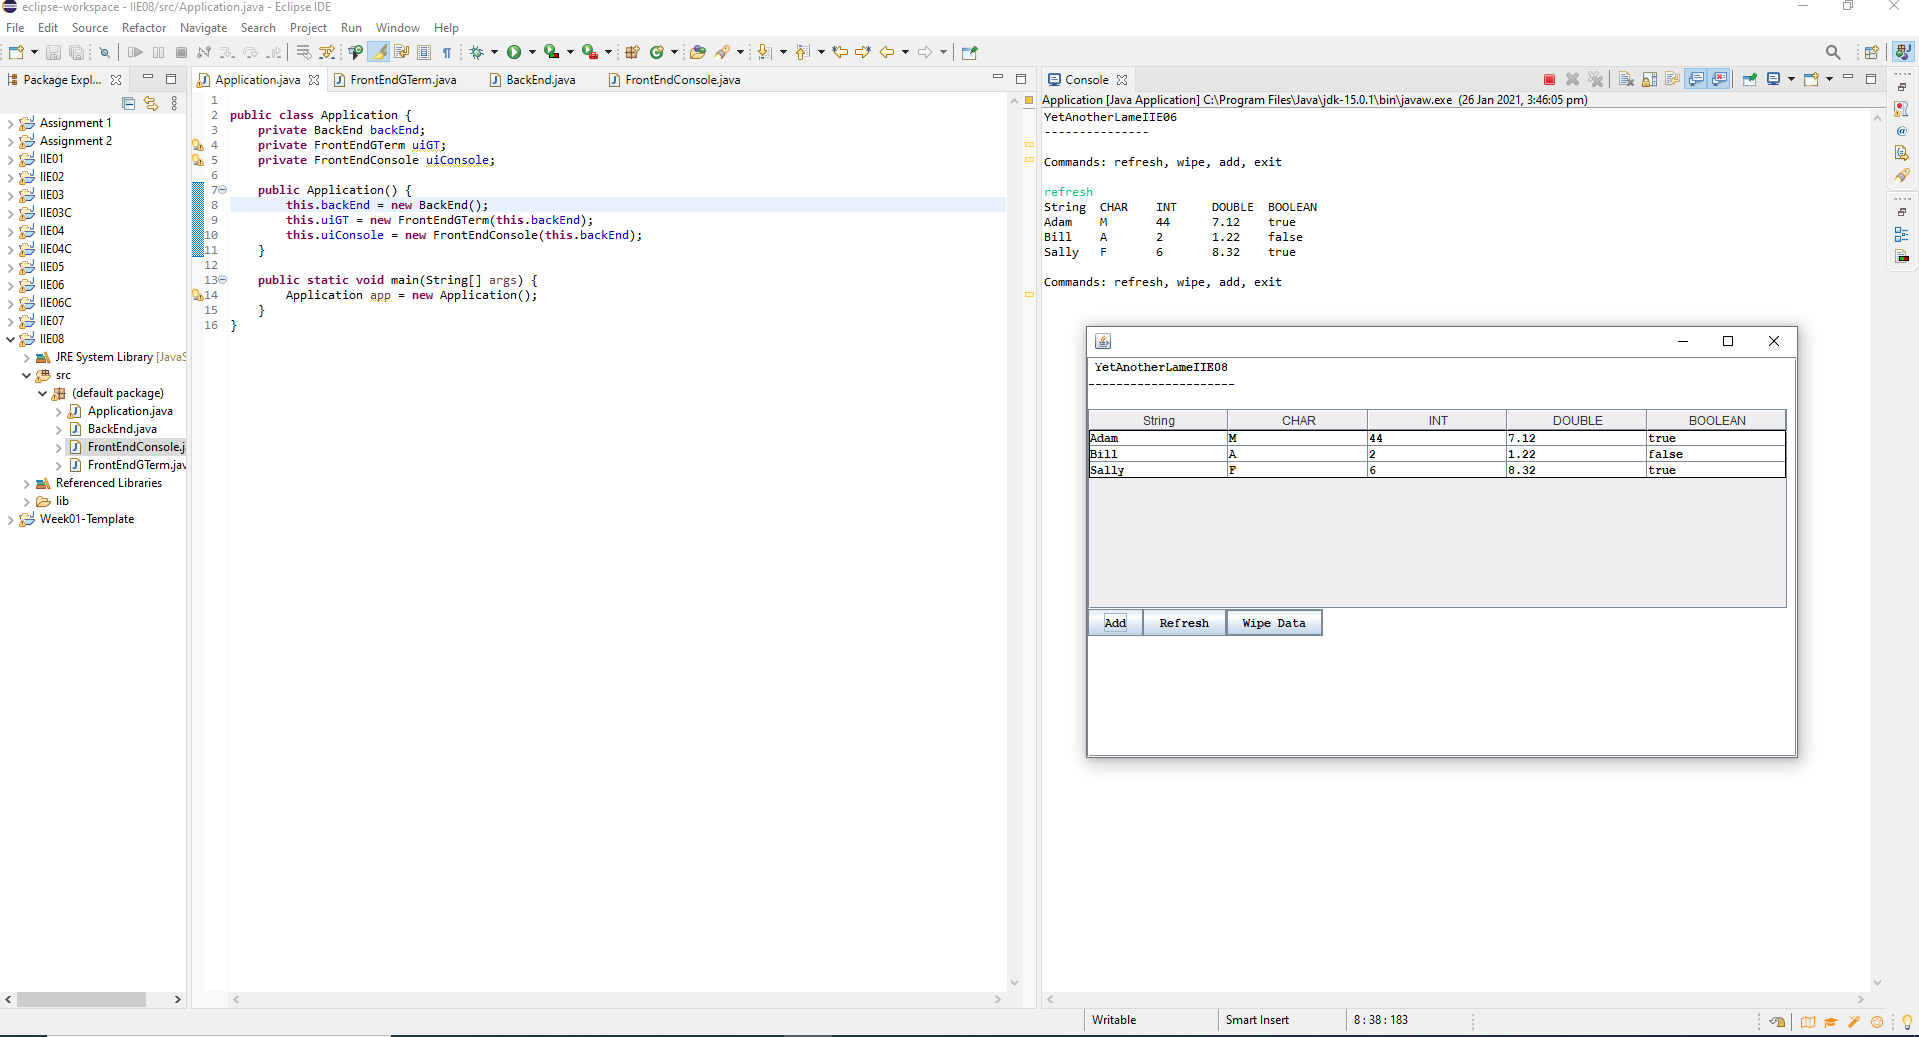 eclipse-workspace - IIE08/src/Application.java - Eclipse IDE
File Edit Source Refactor Navigate Search Project Run Window Help
Package Expl...
Assignment 1
Assignment 2
IIE01
IIE02
IIE03
IIE03C
IIE04
IIE04C
IIE05
IIE06
IIE06C
IIE07
IIE08
JRE System Library [JavaS
src
(default package)
Application.java
BackEnd.java
FrontEndConsole.j
FrontEndGTerm.jav
Referenced Libraries
lib
Week01-Template
Application.java FrontEndGTerm.java BackEnd.java FrontEndConsole.java
1
2 public class Application {
3 private BackEnd backEnd;
4 private FrontEndGTerm uiGT;
5 private FrontEndConsole uiConsole;
6
7 public Application() {
8 this.backEnd = new BackEnd();
9 this.uiGT = new FrontEndGTerm(this.backEnd);
10 this.uiConsole = new FrontEndConsole(this.backEnd);
11 }
12
13 public static void main(String[] args) {
14 Application app = new Application();
15 }
16 }
Console
Application [Java Application] C:\Program Files\Java\jdk-15.0.1\bin\javaw.exe (26 Jan 2021, 3:46:05 pm)
YetAnotherLameIIE06
---------------
Commands: refresh, wipe, add, exit
refresh
String CHAR INT DOUBLE BOOLEAN
Adam M 44 7.12 true
Bill A 2 1.22 false
Sally F 6 8.32 true
Commands: refresh, wipe, add, exit
YetAnotherLameIIE08
---------------------
String CHAR INT DOUBLE BOOLEAN
Adam M 44 7.12 true
Bill A 2 1.22 false
Sally F 6 8.32 true
Add Refresh Wipe Data
Writable Smart Insert 8 : 38 : 183